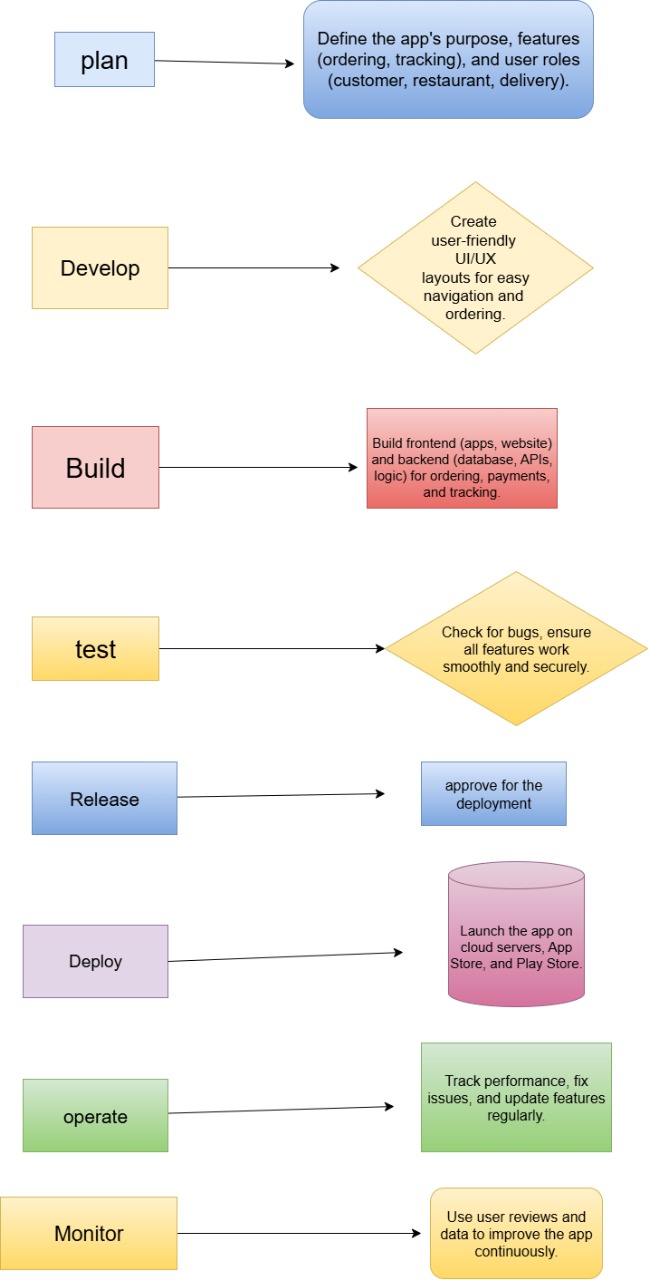 plan
Define the app's purpose, features
(ordering, tracking), and user roles
(customer, restaurant, delivery).
Develop
Create
user-friendly
UI/UX
layouts for easy
navigation and
ordering.
Build
Build frontend (apps, website)
and backend (database, APIs,
logic) for ordering, payments,
and tracking.
test
Check for bugs, ensure
all features work
smoothly and securely.
Release
approve for the
deployment
Deploy
Launch the app on
cloud servers, App
Store, and Play Store.
operate
Track performance, fix
issues, and update features
regularly.
Monitor
Use user reviews and
data to improve the app
continuously.